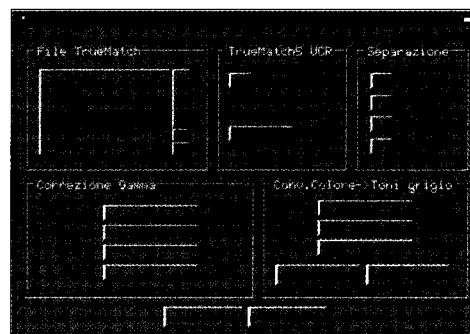 File TrueMatch
TrueMatchS UCR
Separazione
Correzione Gamma
Conv.Colore->Toni grigio